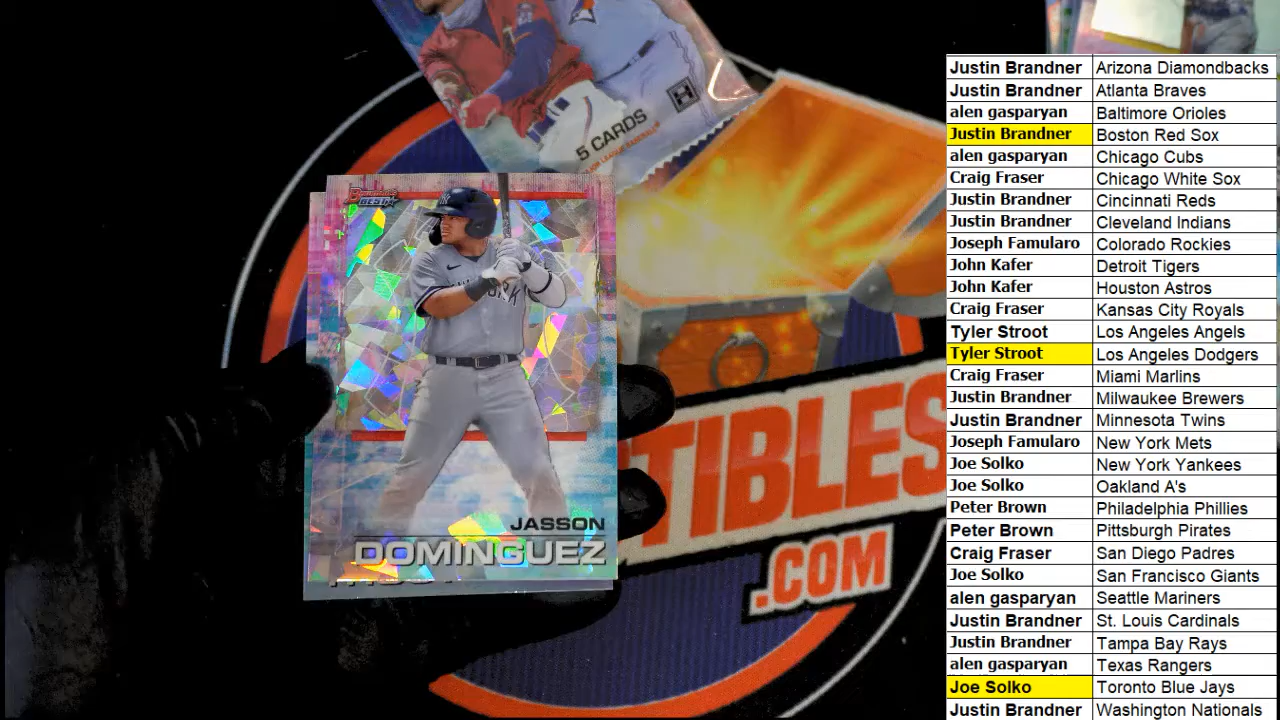 5 CARDS
Bowman's
BEST
JASSON
DOMINGUEZ
TIBLES
.COM
Justin Brandner Arizona Diamondbacks
Justin Brandner Atlanta Braves
alen gasparyan Baltimore Orioles
Justin Brandner Boston Red Sox
alen gasparyan Chicago Cubs
Craig Fraser Chicago White Sox
Justin Brandner Cincinnati Reds
Justin Brandner Cleveland Indians
Joseph Famularo Colorado Rockies
John Kafer Detroit Tigers
John Kafer Houston Astros
Craig Fraser Kansas City Royals
Tyler Stroot Los Angeles Angels
Tyler Stroot Los Angeles Dodgers
Craig Fraser Miami Marlins
Justin Brandner Milwaukee Brewers
Justin Brandner Minnesota Twins
Joseph Famularo New York Mets
Joe Solko New York Yankees
Joe Solko Oakland A's
Peter Brown Philadelphia Phillies
Peter Brown Pittsburgh Pirates
Craig Fraser San Diego Padres
Joe Solko San Francisco Giants
alen gasparyan Seattle Mariners
Justin Brandner St. Louis Cardinals
Justin Brandner Tampa Bay Rays
alen gasparyan Texas Rangers
Joe Solko Toronto Blue Jays
Justin Brandner Washington Nationals